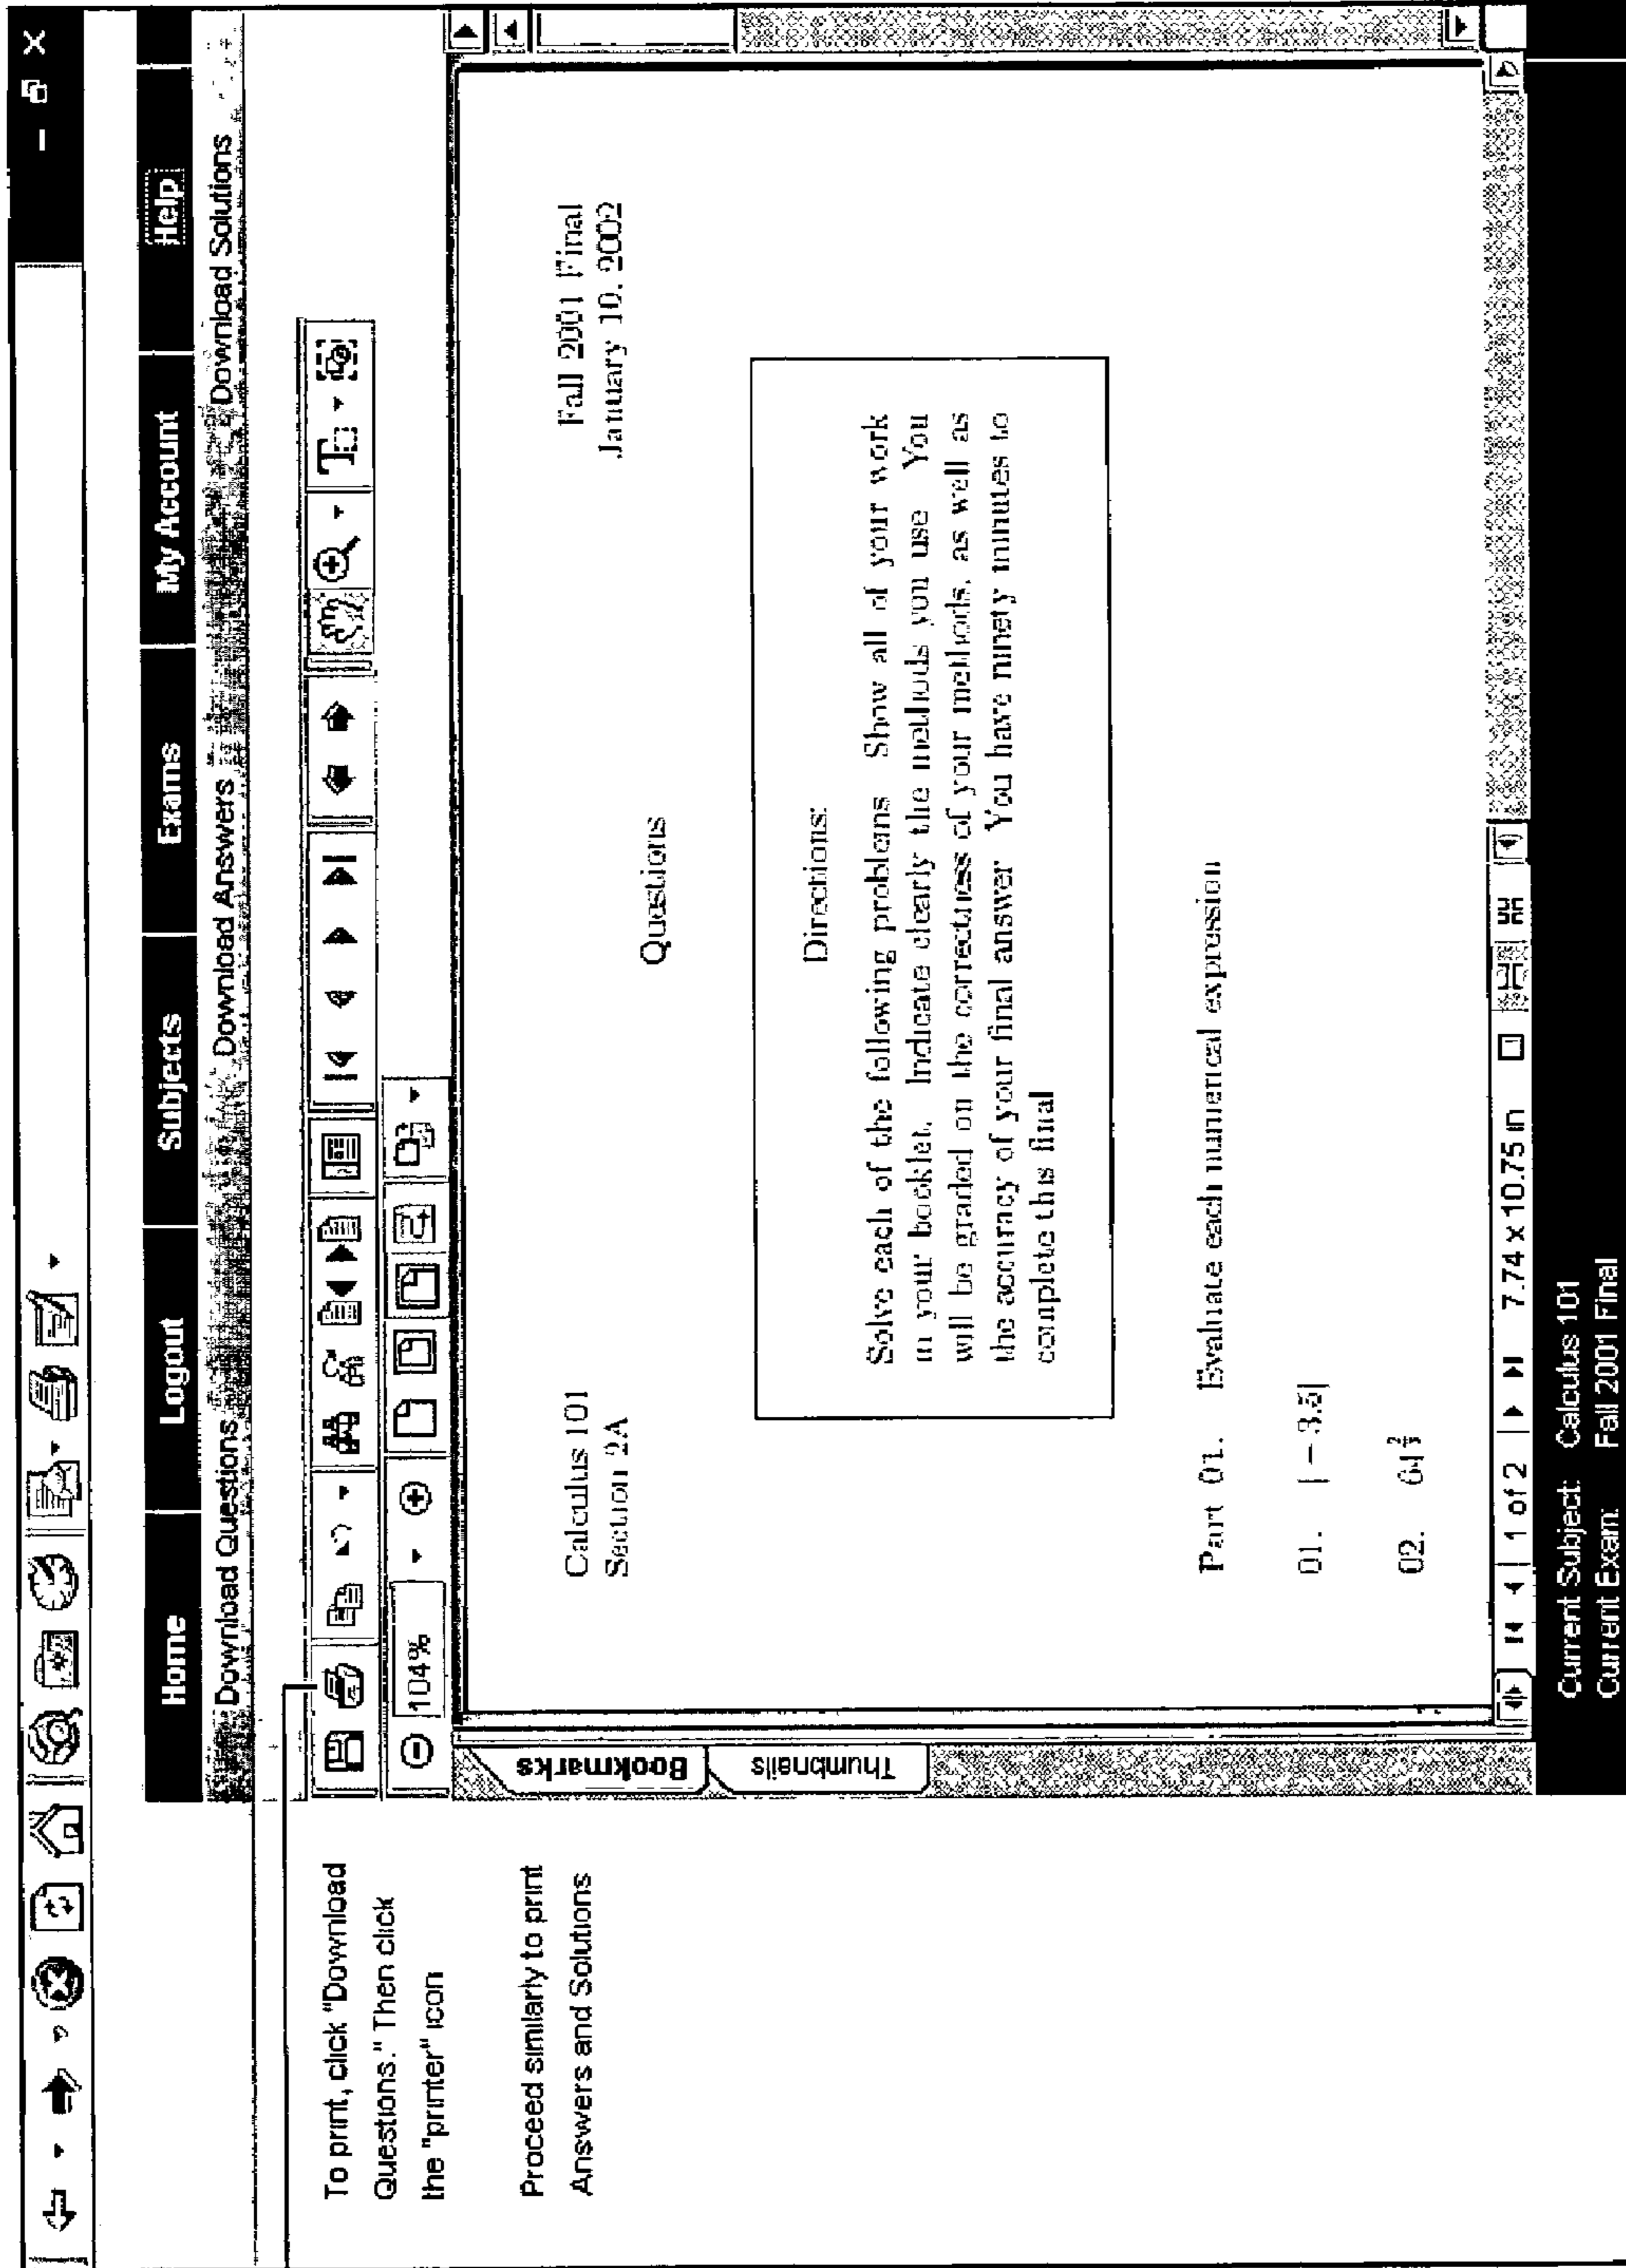 Home Logout Subjects Exams My Account Help
Download Questions Download Answers Download Solutions
To print, click "Download
Questions." Then click
the "printer" icon
Proceed similarly to print
Answers and Solutions
104%
Bookmarks
Thumbnails
Calculus 101 Fall 2001 Final
Section 2A January 10, 2002
Questions
Directions:
Solve each of the following problems Show all of your work
in your booklet. Indicate clearly the methods you use You
will be graded on the correctness of your methods, as well as
the accuracy of your final answer You have ninety minutes to
complete this final
Part 01. Evaluate each numerical expression
01. |−3.5|
02.
1 of 2 7.74 x 10.75 in
Current Subject: Calculus 101
Current Exam: Fall 2001 Final